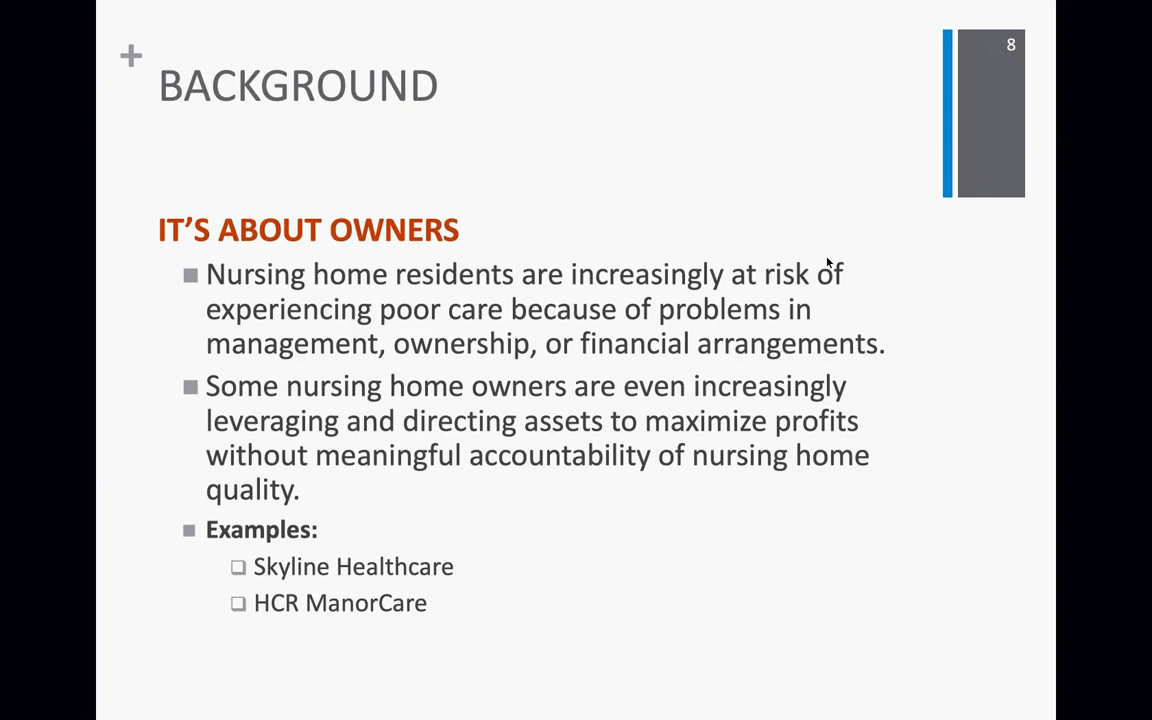 8
+
BACKGROUND
IT’S ABOUT OWNERS
Nursing home residents are increasingly at risk of
experiencing poor care because of problems in
management, ownership, or financial arrangements.
Some nursing home owners are even increasingly
leveraging and directing assets to maximize profits
without meaningful accountability of nursing home
quality.
Examples:
Skyline Healthcare
HCR ManorCare